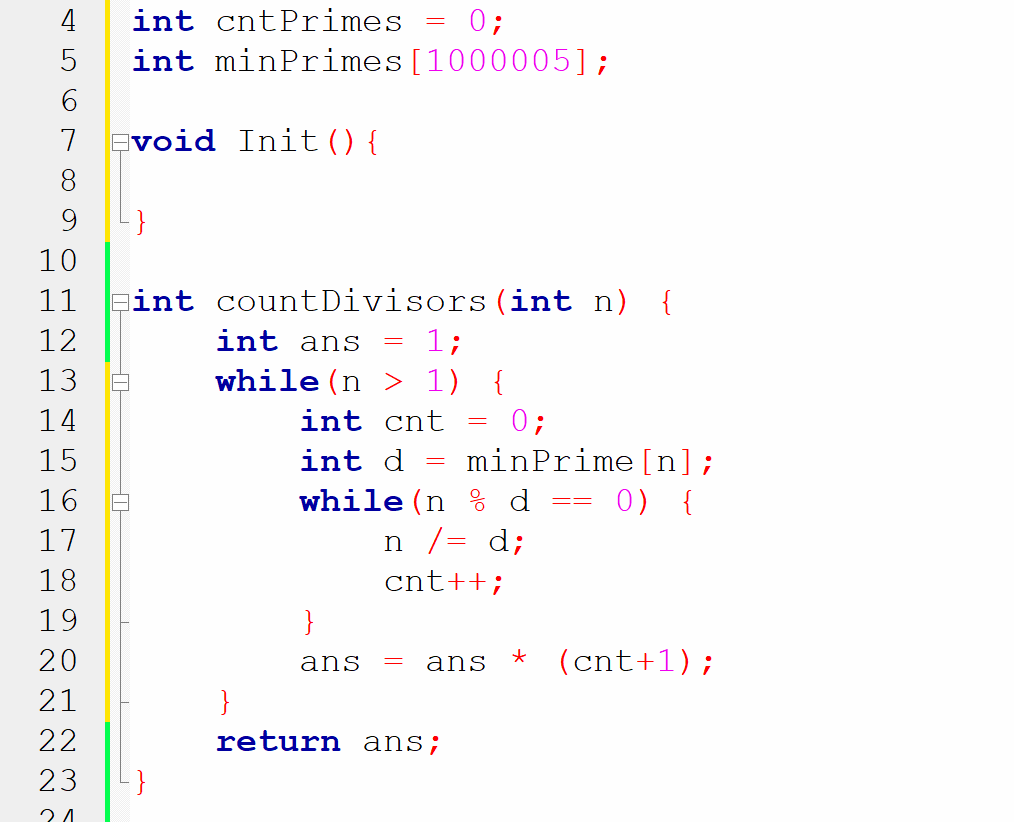 4 int cntPrimes = 0;
5 int minPrimes[1000005];
6
7 void Init(){
8
9 }
10
11 int countDivisors(int n) {
12     int ans = 1;
13     while(n > 1) {
14         int cnt = 0;
15         int d = minPrime[n];
16         while(n % d == 0) {
17             n /= d;
18             cnt++;
19         }
20         ans = ans * (cnt+1);
21     }
22     return ans;
23 }
24